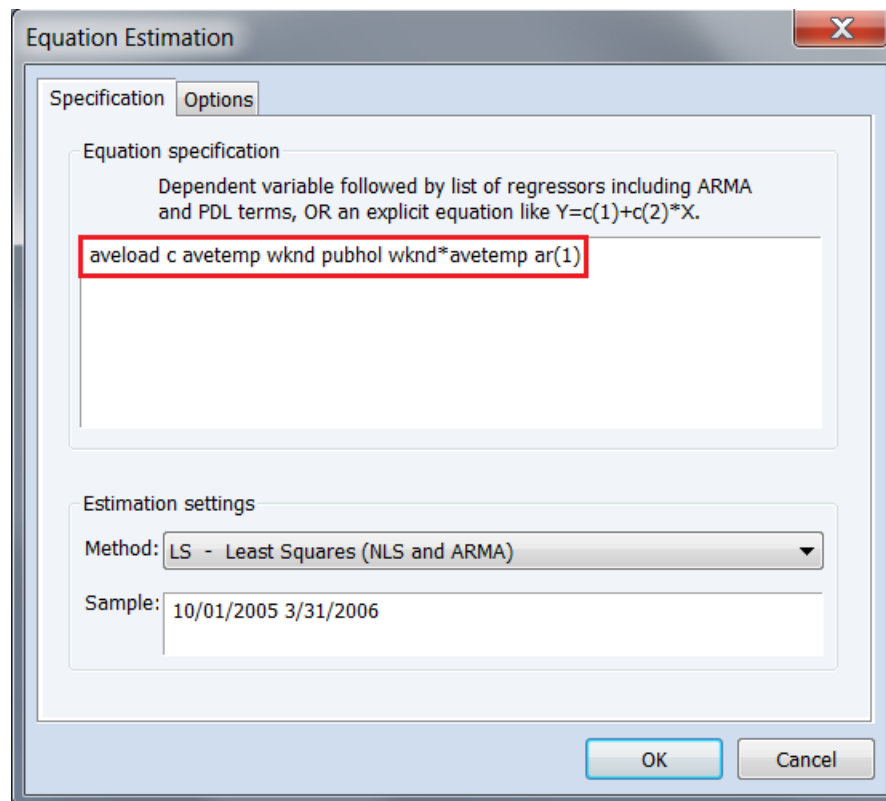 Equation Estimation
Specification Options
Equation specification
Dependent variable followed by list of regressors including ARMA
and PDL terms, OR an explicit equation like Y=c(1)+c(2)*X.
aveload c avetemp wknd pubhol wknd*avetemp ar(1)
Estimation settings
Method: LS - Least Squares (NLS and ARMA)
Sample: 10/01/2005 3/31/2006
OK Cancel